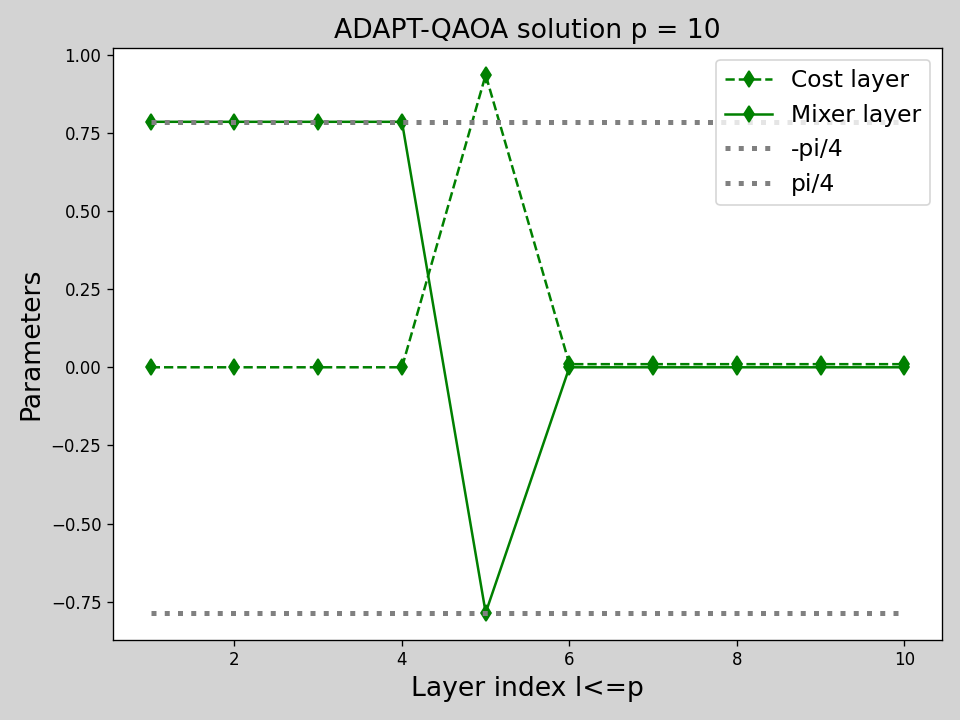 ADAPT-QAOA solution p = 10
Parameters
1.00
0.75
0.50
0.25
0.00
−0.25
−0.50
−0.75
Cost layer
Mixer layer
-pi/4
pi/4
2 4 6 8 10
Layer index l<=p